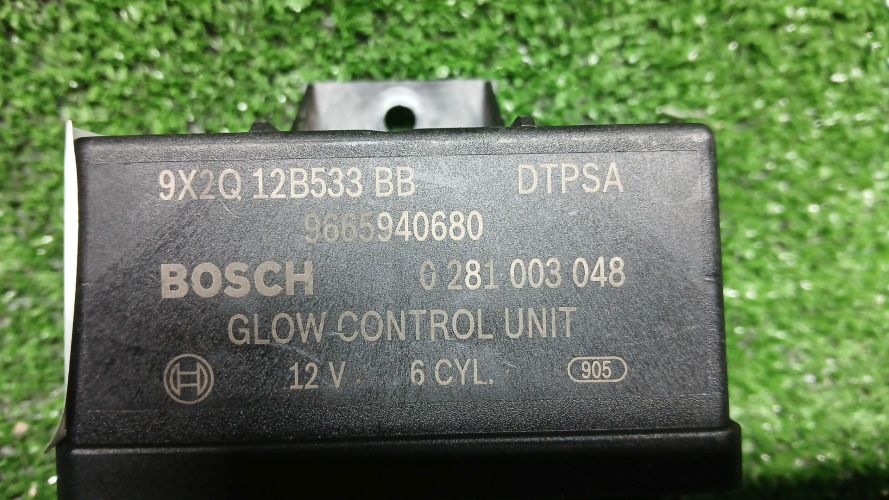 9X2Q 12B533 BB DTPSA
9665940680
BOSCH 0 281 003 048
GLOW CONTROL UNIT
12 V 6 CYL. 905